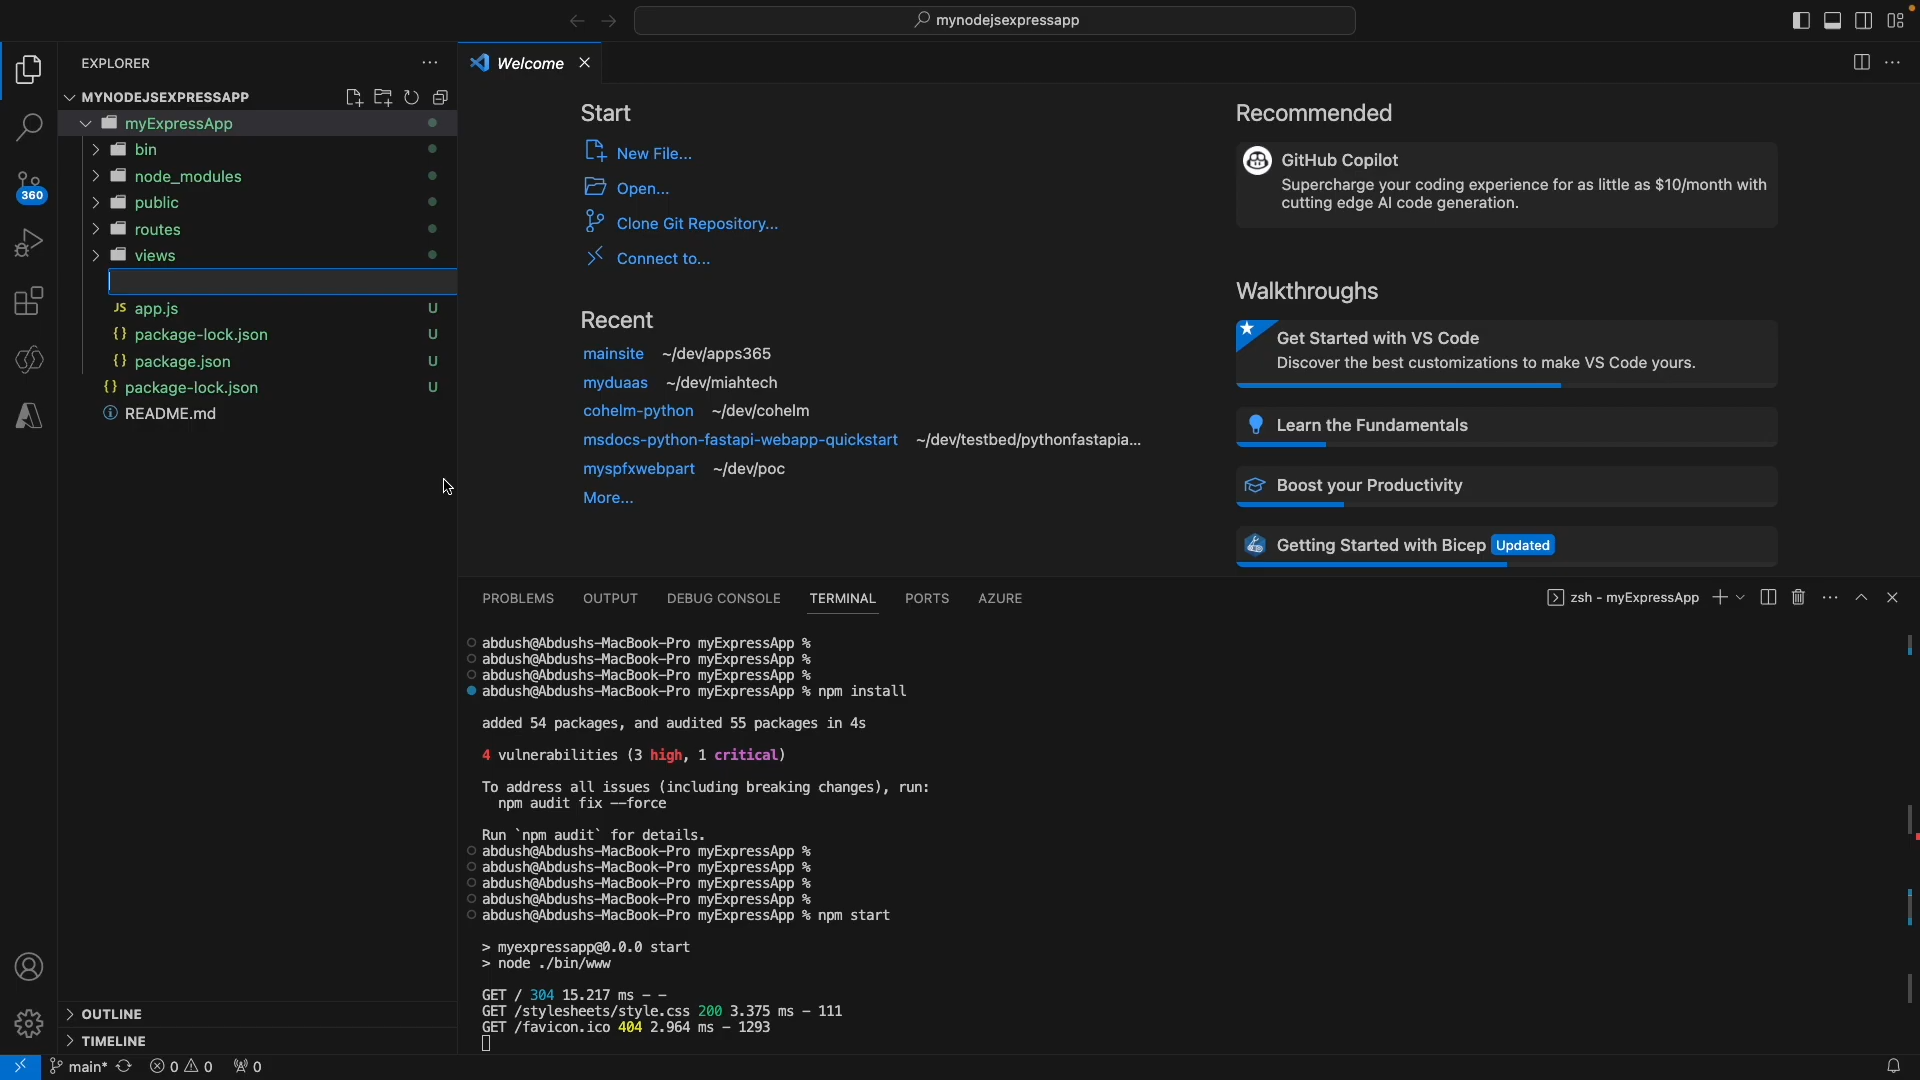 mynodejsexpressapp
EXPLORER
MYNODEJSEXPRESSAPP
myExpressApp
bin
node_modules
public
routes
views
JS app.js U
{} package-lock.json U
{} package.json U
{} package-lock.json U
README.md
360
OUTLINE
TIMELINE
Welcome
Start
New File...
Open...
Clone Git Repository...
Connect to...
Recent
mainsite ~/dev/apps365
myduaas ~/dev/miahtech
cohelm-python ~/dev/cohelm
msdocs-python-fastapi-webapp-quickstart ~/dev/testbed/pythonfastapia...
myspfxwebpart ~/dev/poc
More...
Recommended
GitHub Copilot
Supercharge your coding experience for as little as $10/month with
cutting edge AI code generation.
Walkthroughs
Get Started with VS Code
Discover the best customizations to make VS Code yours.
Learn the Fundamentals
Boost your Productivity
Getting Started with Bicep Updated
PROBLEMS OUTPUT DEBUG CONSOLE TERMINAL PORTS AZURE
zsh - myExpressApp
abdush@Abdushs-MacBook-Pro myExpressApp %
abdush@Abdushs-MacBook-Pro myExpressApp %
abdush@Abdushs-MacBook-Pro myExpressApp %
abdush@Abdushs-MacBook-Pro myExpressApp % npm install
added 54 packages, and audited 55 packages in 4s
4 vulnerabilities (3 high, 1 critical)
To address all issues (including breaking changes), run:
npm audit fix --force
Run `npm audit` for details.
abdush@Abdushs-MacBook-Pro myExpressApp %
abdush@Abdushs-MacBook-Pro myExpressApp %
abdush@Abdushs-MacBook-Pro myExpressApp %
abdush@Abdushs-MacBook-Pro myExpressApp %
abdush@Abdushs-MacBook-Pro myExpressApp % npm start
> myexpressapp@0.0.0 start
> node ./bin/www
GET / 304 15.217 ms - -
GET /stylesheets/style.css 200 3.375 ms - 111
GET /favicon.ico 404 2.964 ms - 1293
main* 0 0 0